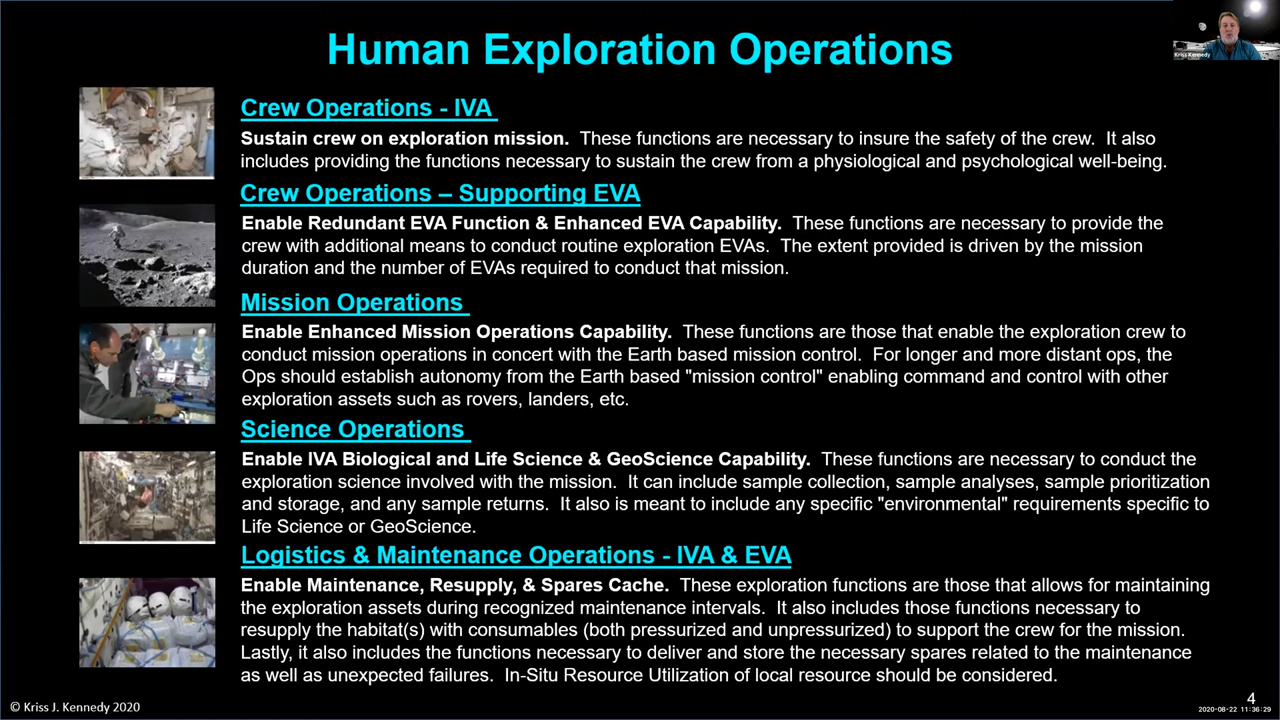 Human Exploration Operations
Kriss Kennedy
Crew Operations - IVA
Sustain crew on exploration mission. These functions are necessary to insure the safety of the crew. It also
includes providing the functions necessary to sustain the crew from a physiological and psychological well-being.
Crew Operations – Supporting EVA
Enable Redundant EVA Function & Enhanced EVA Capability. These functions are necessary to provide the
crew with additional means to conduct routine exploration EVAs. The extent provided is driven by the mission
duration and the number of EVAs required to conduct that mission.
Mission Operations
Enable Enhanced Mission Operations Capability. These functions are those that enable the exploration crew to
conduct mission operations in concert with the Earth based mission control. For longer and more distant ops, the
Ops should establish autonomy from the Earth based "mission control" enabling command and control with other
exploration assets such as rovers, landers, etc.
Science Operations
Enable IVA Biological and Life Science & GeoScience Capability. These functions are necessary to conduct the
exploration science involved with the mission. It can include sample collection, sample analyses, sample prioritization
and storage, and any sample returns. It also is meant to include any specific "environmental" requirements specific to
Life Science or GeoScience.
Logistics & Maintenance Operations - IVA & EVA
Enable Maintenance, Resupply, & Spares Cache. These exploration functions are those that allows for maintaining
the exploration assets during recognized maintenance intervals. It also includes those functions necessary to
resupply the habitat(s) with consumables (both pressurized and unpressurized) to support the crew for the mission.
Lastly, it also includes the functions necessary to deliver and store the necessary spares related to the maintenance
as well as unexpected failures. In-Situ Resource Utilization of local resource should be considered.
© Kriss J. Kennedy 2020
4
2020-08-22 11:36:29